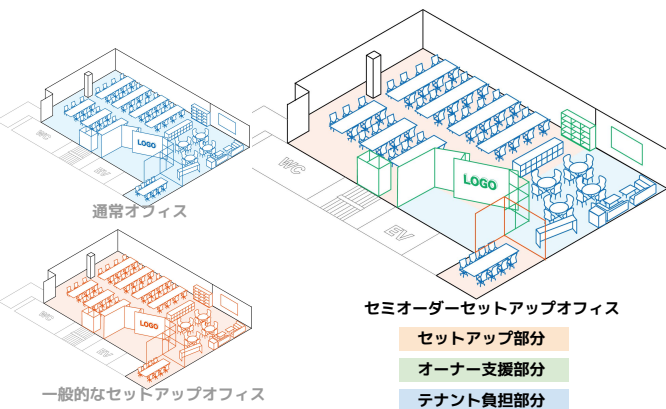 WC
EV
LOGO
通常オフィス
WC
EV
LOGO
一般的なセットアップオフィス
WC
EV
LOGO
セミオーダーセットアップオフィス
セットアップ部分
オーナー支援部分
テナント負担部分